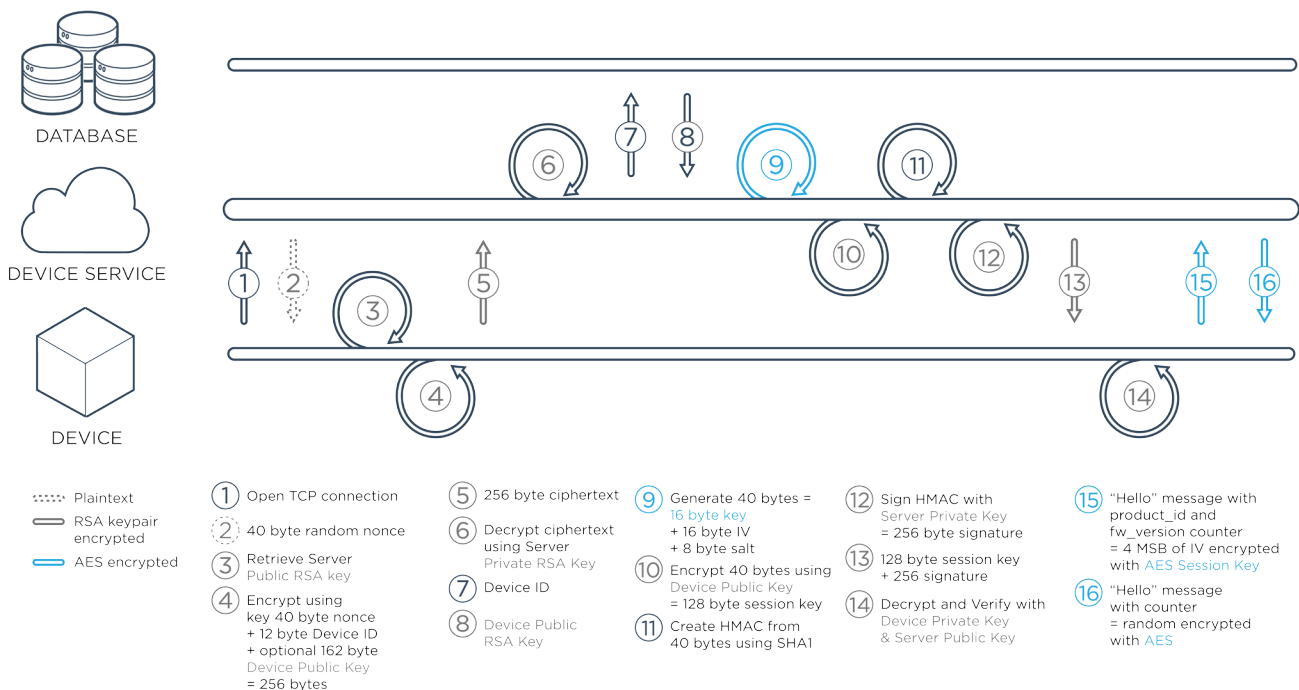 DATABASE
DEVICE SERVICE
DEVICE
6
7
8
9
11
1
2
3
5
10
12
13
15
16
4
14
Plaintext
RSA keypair
encrypted
AES encrypted
1 Open TCP connection
2 40 byte random nonce
3 Retrieve Server
Public RSA key
4 Encrypt using
key 40 byte nonce
+ 12 byte Device ID
+ optional 162 byte
Device Public Key
= 256 bytes
5 256 byte ciphertext
6 Decrypt ciphertext
using Server
Private RSA Key
7 Device ID
8 Device Public
RSA Key
9 Generate 40 bytes =
16 byte key
+ 16 byte IV
+ 8 byte salt
10 Encrypt 40 bytes using
Device Public Key
= 128 byte session key
11 Create HMAC from
40 bytes using SHA1
12 Sign HMAC with
Server Private Key
= 256 byte signature
13 128 byte session key
+ 256 signature
14 Decrypt and Verify with
Device Private Key
& Server Public Key
15 “Hello” message with
product_id and
fw_version counter
= 4 MSB of IV encrypted
with AES Session Key
16 “Hello” message
with counter
= random encrypted
with AES